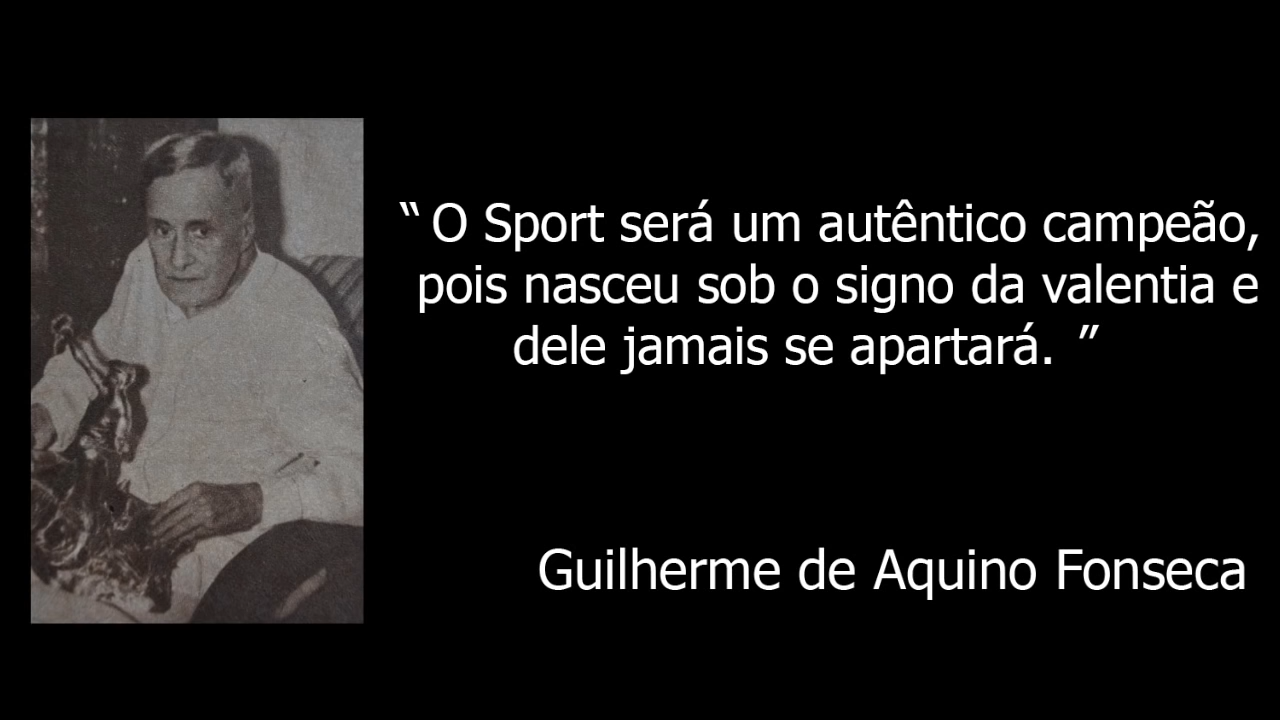 “ O Sport será um autêntico campeão,
pois nasceu sob o signo da valentia e
dele jamais se apartará. ”
Guilherme de Aquino Fonseca